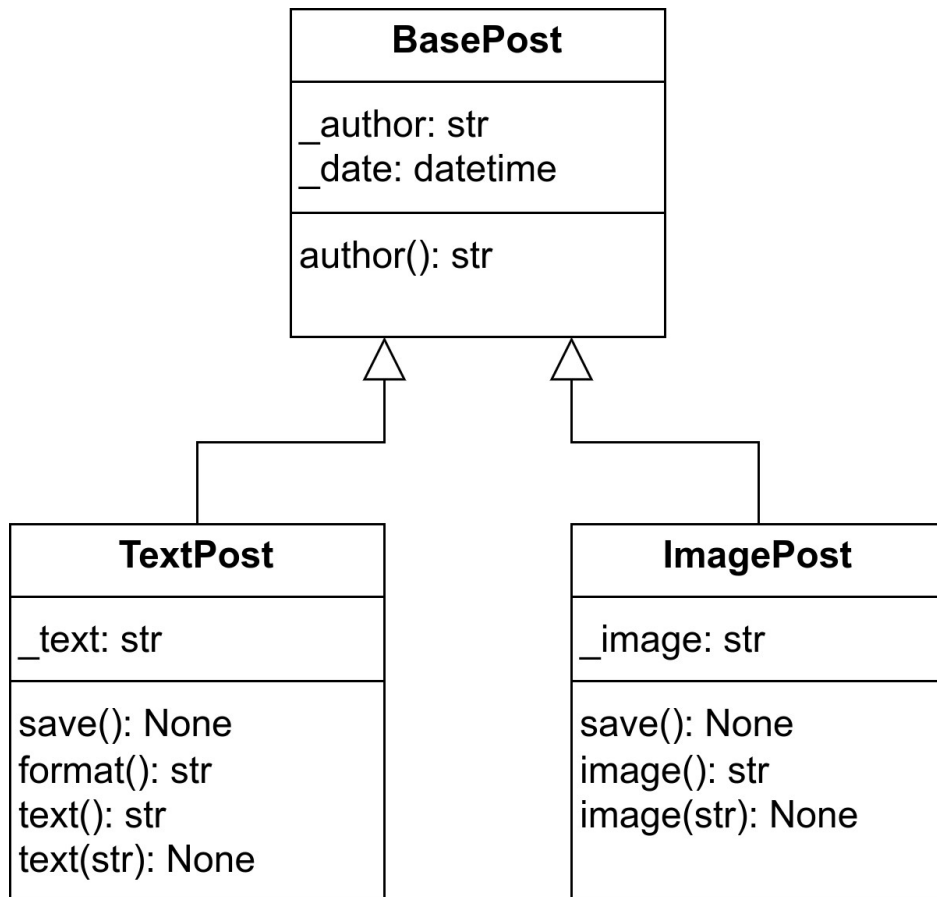 BasePost
_author: str
_date: datetime
author(): str
TextPost
_text: str
save(): None
format(): str
text(): str
text(str): None
ImagePost
_image: str
save(): None
image(): str
image(str): None